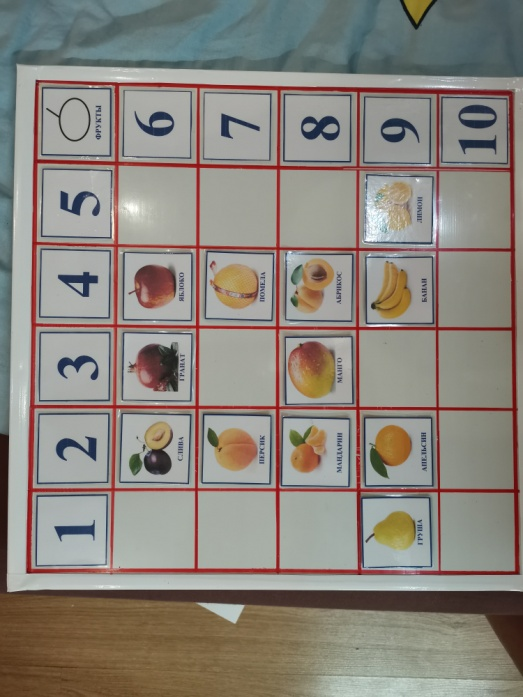 1 2 3 4 5 ФРУКТЫ
СЛИВА ГРАНАТ ЯБЛОКО 6
ПЕРСИК ПОМЕЛА 7
МАНДАРИН МАНГО АБРИКОС 8
ГРУША АПЕЛЬСИН БАНАН ЛИМОН 9
10